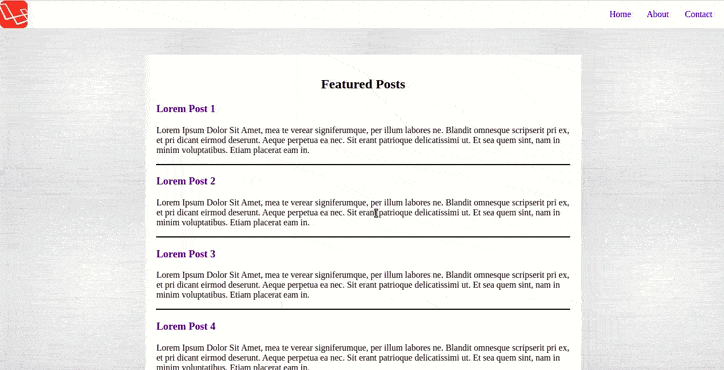 Home About Contact
Featured Posts
Lorem Post 1
Lorem Ipsum Dolor Sit Amet, mea te verear signiferumque, per illum labores ne. Blandit omnesque scripserit pri ex,
et pri dicant eirmod deserunt. Aeque perpetua ea nec. Sit erant patrioque delicatissimi ut. Et sea quem sint, nam in
minim voluptatibus. Etiam placerat eam in.
Lorem Post 2
Lorem Ipsum Dolor Sit Amet, mea te verear signiferumque, per illum labores ne. Blandit omnesque scripserit pri ex,
et pri dicant eirmod deserunt. Aeque perpetua ea nec. Sit erant patrioque delicatissimi ut. Et sea quem sint, nam in
minim voluptatibus. Etiam placerat eam in.
Lorem Post 3
Lorem Ipsum Dolor Sit Amet, mea te verear signiferumque, per illum labores ne. Blandit omnesque scripserit pri ex,
et pri dicant eirmod deserunt. Aeque perpetua ea nec. Sit erant patrioque delicatissimi ut. Et sea quem sint, nam in
minim voluptatibus. Etiam placerat eam in.
Lorem Post 4
Lorem Ipsum Dolor Sit Amet, mea te verear signiferumque, per illum labores ne. Blandit omnesque scripserit pri ex,
et pri dicant eirmod deserunt. Aeque perpetua ea nec. Sit erant patrioque delicatissimi ut. Et sea quem sint, nam in
minim voluptatibus. Etiam placerat eam in.